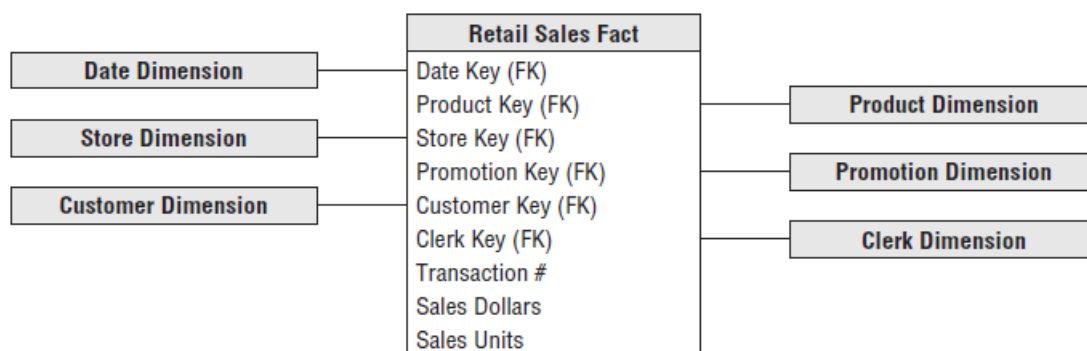 Retail Sales Fact
Date Dimension
Store Dimension
Customer Dimension
Date Key (FK)
Product Key (FK)
Store Key (FK)
Promotion Key (FK)
Customer Key (FK)
Clerk Key (FK)
Transaction #
Sales Dollars
Sales Units
Product Dimension
Promotion Dimension
Clerk Dimension